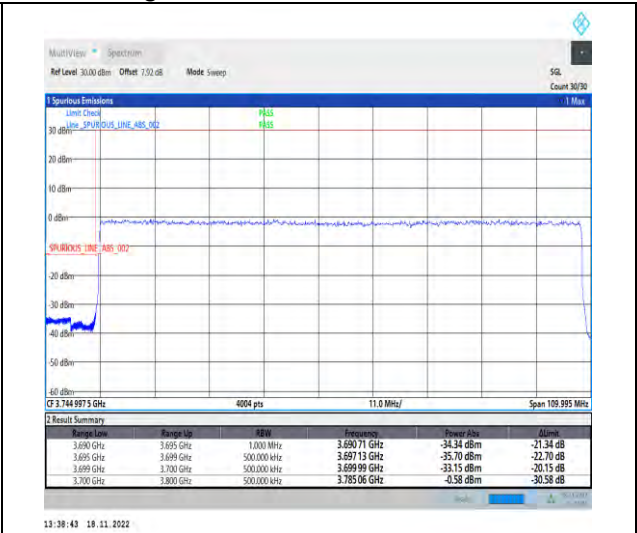 MultiView Spectrum
Ref Level 30.00 dBm Offset 7.92 dB Mode Sweep SGL
Count 30/30
1 Spurious Emissions 1 Max
Limit Check PASS
Line _SPURIOUS_LINE_ABS_002 PASS
30 dBm
20 dBm
10 dBm
0 dBm
_SPURIOUS_LINE_ABS_002
-20 dBm
-30 dBm
-40 dBm
-50 dBm
-60 dBm
CF 3.744 997 5 GHz 4004 pts 11.0 MHz/ Span 109.995 MHz
2 Result Summary
Range Low Range Up RBW Frequency Power Abs ΔLimit
3.690 GHz 3.695 GHz 1.000 MHz 3.690 71 GHz -34.34 dBm -21.34 dB
3.695 GHz 3.699 GHz 500.000 kHz 3.697 13 GHz -35.70 dBm -22.70 dB
3.699 GHz 3.700 GHz 500.000 kHz 3.699 99 GHz -33.15 dBm -20.15 dB
3.700 GHz 3.800 GHz 500.000 kHz 3.785 06 GHz -0.58 dBm -30.58 dB
13:38:43 18.11.2022